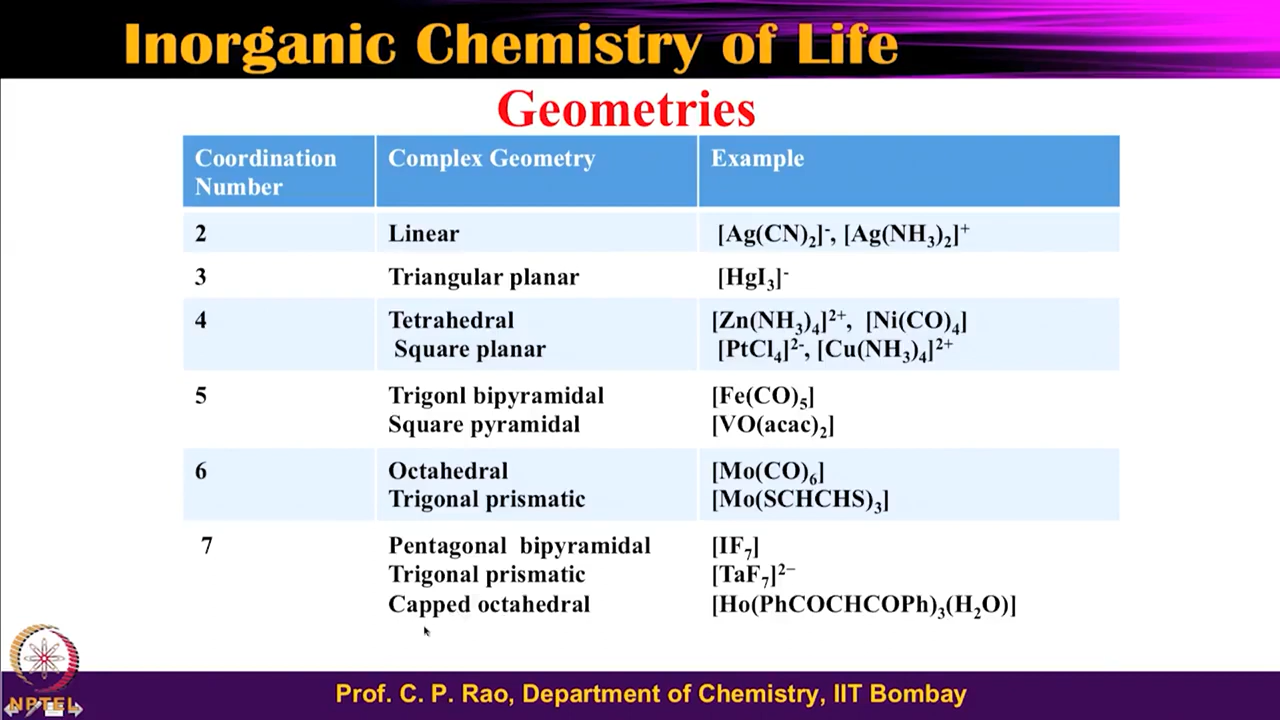 Inorganic Chemistry of Life
Geometries
Coordination Number	Complex Geometry	Example
2	Linear	[Ag(CN)₂]⁻, [Ag(NH₃)₂]⁺
3	Triangular planar	[HgI₃]⁻
4	Tetrahedral	[Zn(NH₃)₄]²⁺, [Ni(CO)₄]
Square planar	[PtCl₄]²⁻, [Cu(NH₃)₄]²⁺
5	Trigonl bipyramidal	[Fe(CO)₅]
Square pyramidal	[VO(acac)₂]
6	Octahedral	[Mo(CO)₆]
Trigonal prismatic	[Mo(SCHCHS)₃]
7	Pentagonal bipyramidal	[IF₇]
Trigonal prismatic	[TaF₇]²⁻
Capped octahedral	[Ho(PhCOCHCOPh)₃(H₂O)]
NPTEL
Prof. C. P. Rao, Department of Chemistry, IIT Bombay